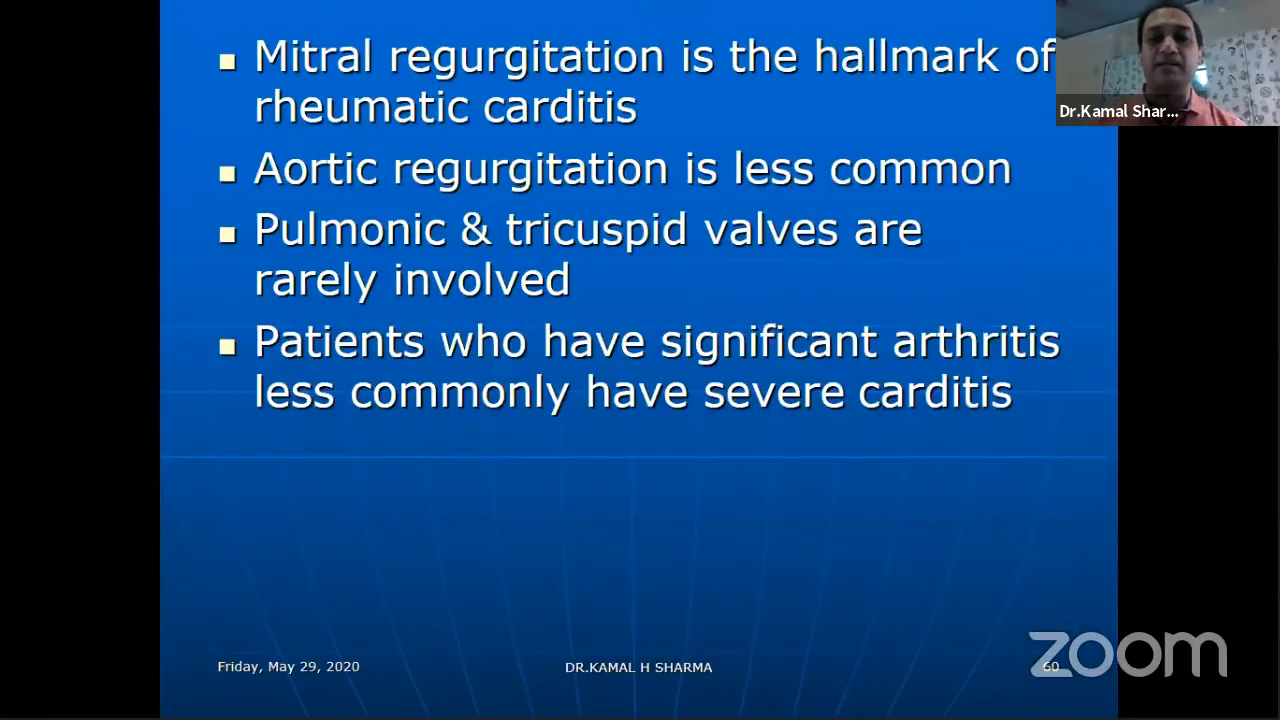 Mitral regurgitation is the hallmark of
rheumatic carditis
Aortic regurgitation is less common
Pulmonic & tricuspid valves are
rarely involved
Patients who have significant arthritis
less commonly have severe carditis
Dr.Kamal Shar...
Friday, May 29, 2020
DR.KAMAL H SHARMA
60
zoom